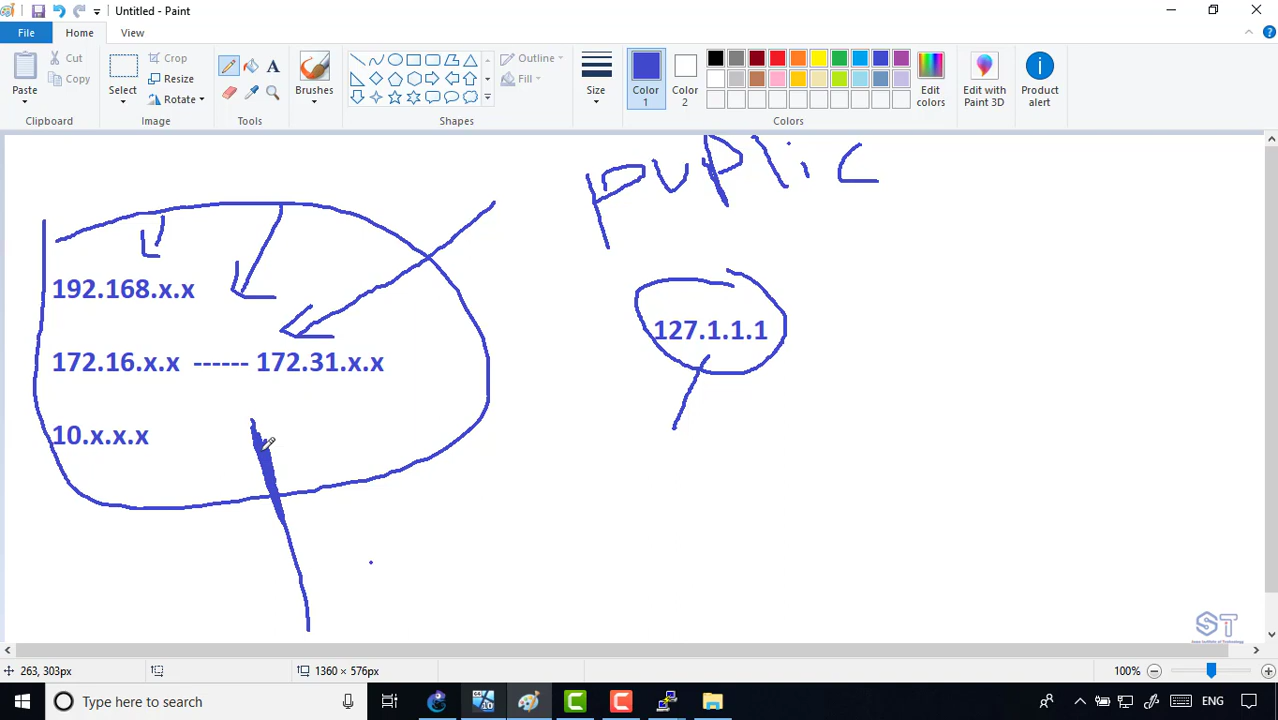 Untitled - Paint
File Home View
Paste Cut Copy
Clipboard
Select Crop Resize Rotate
Image
A
Tools
Brushes
Outline Fill
Shapes
Size
Color 1
Color 2
Edit colors
Colors
Edit with Paint 3D
Product alert
public
192.168.x.x
127.1.1.1
172.16.x.x ------ 172.31.x.x
10.x.x.x
ST
263, 303px
1360 × 576px
100%
Type here to search
ENG